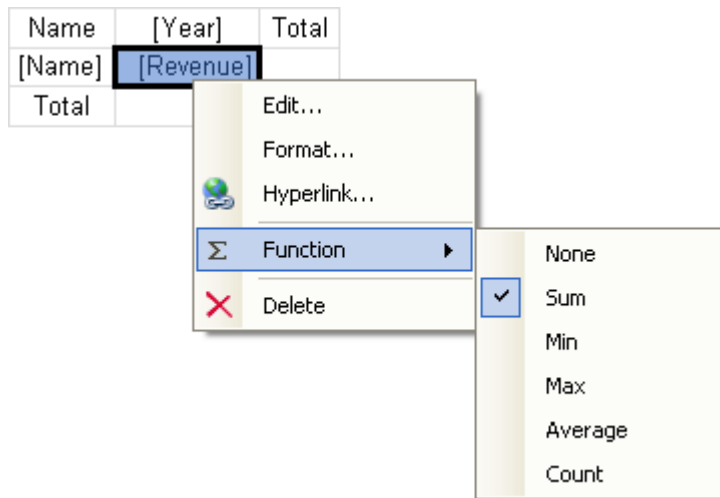 Name [Year] Total
[Name] [Revenue]
Total
Edit...
Format...
Hyperlink...
Σ Function
Delete
None
Sum
Min
Max
Average
Count